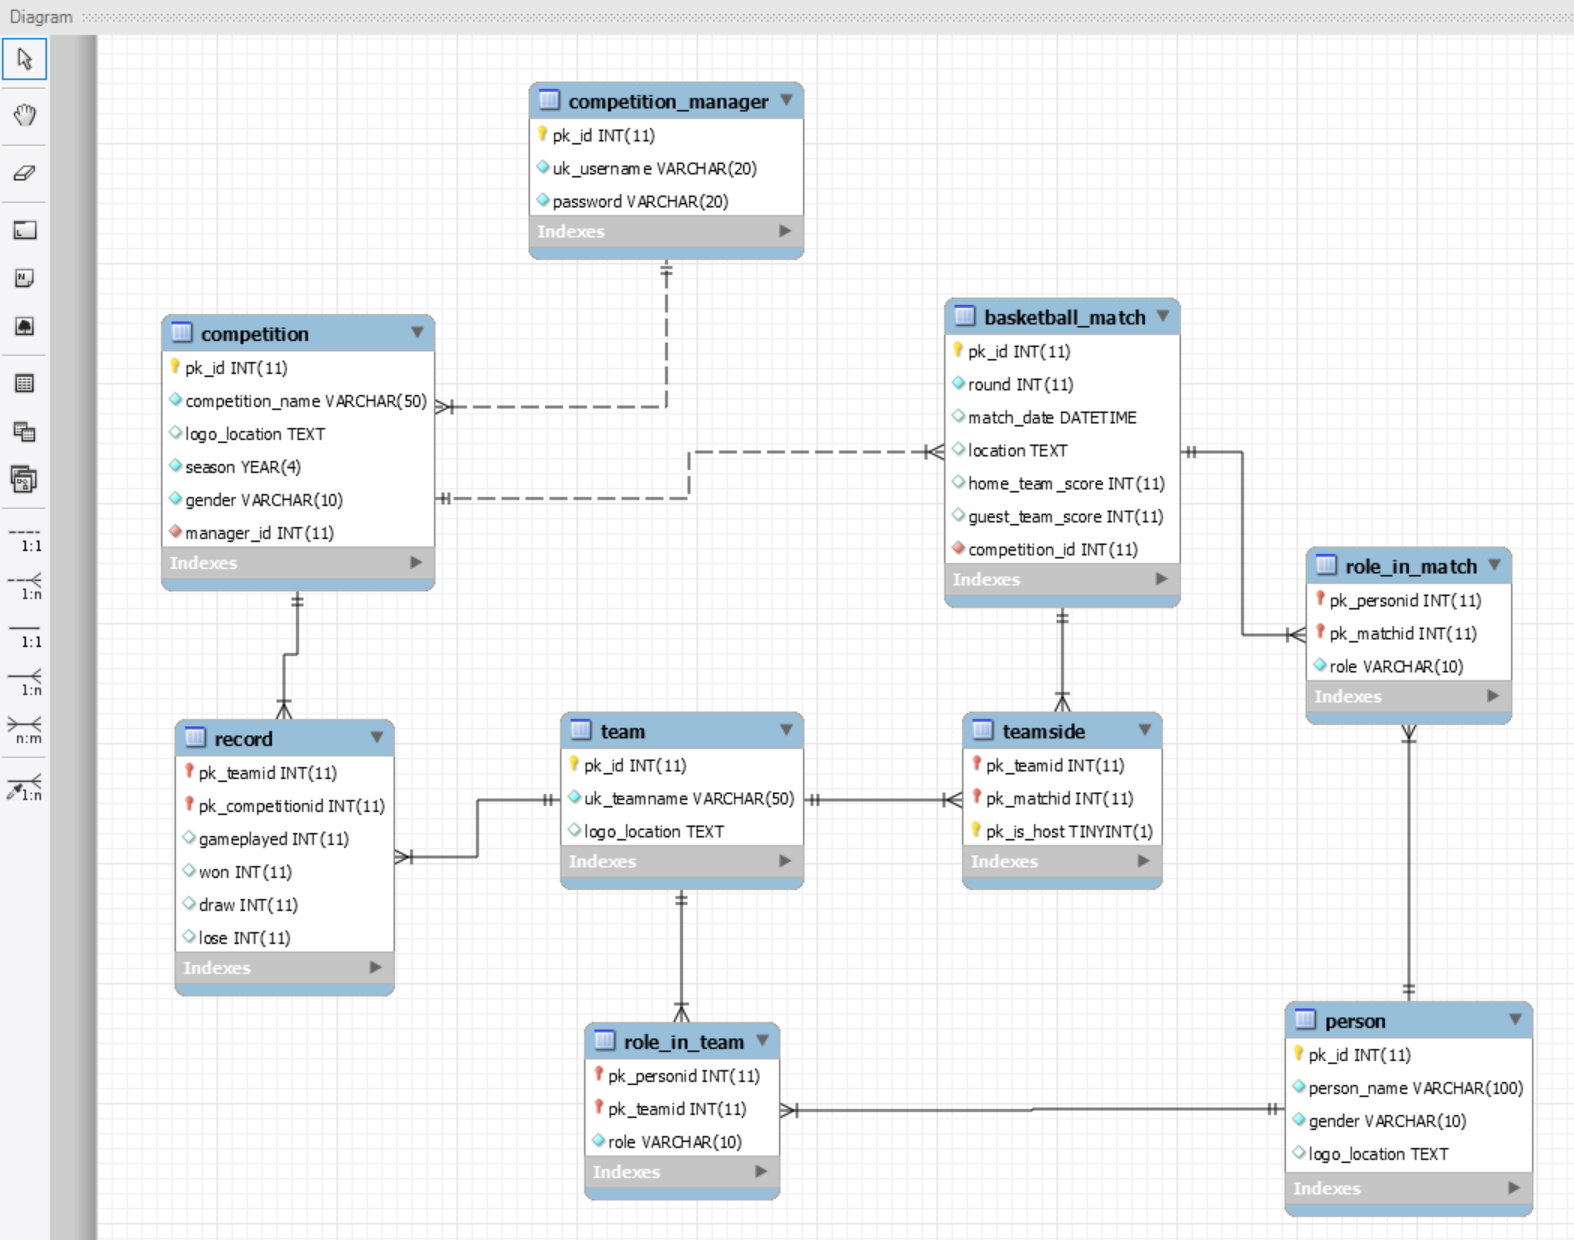 Diagram
1:1
1:n
1:1
1:n
n:m
1:n
competition_manager
pk_id INT(11)
uk_username VARCHAR(20)
password VARCHAR(20)
Indexes
competition
pk_id INT(11)
competition_name VARCHAR(50)
logo_location TEXT
season YEAR(4)
gender VARCHAR(10)
manager_id INT(11)
Indexes
basketball_match
pk_id INT(11)
round INT(11)
match_date DATETIME
location TEXT
home_team_score INT(11)
guest_team_score INT(11)
competition_id INT(11)
Indexes
role_in_match
pk_personid INT(11)
pk_matchid INT(11)
role VARCHAR(10)
Indexes
record
pk_teamid INT(11)
pk_competitionid INT(11)
gameplayed INT(11)
won INT(11)
draw INT(11)
lose INT(11)
Indexes
team
pk_id INT(11)
uk_teamname VARCHAR(50)
logo_location TEXT
Indexes
teamside
pk_teamid INT(11)
pk_matchid INT(11)
pk_is_host TINYINT(1)
Indexes
role_in_team
pk_personid INT(11)
pk_teamid INT(11)
role VARCHAR(10)
Indexes
person
pk_id INT(11)
person_name VARCHAR(100)
gender VARCHAR(10)
logo_location TEXT
Indexes